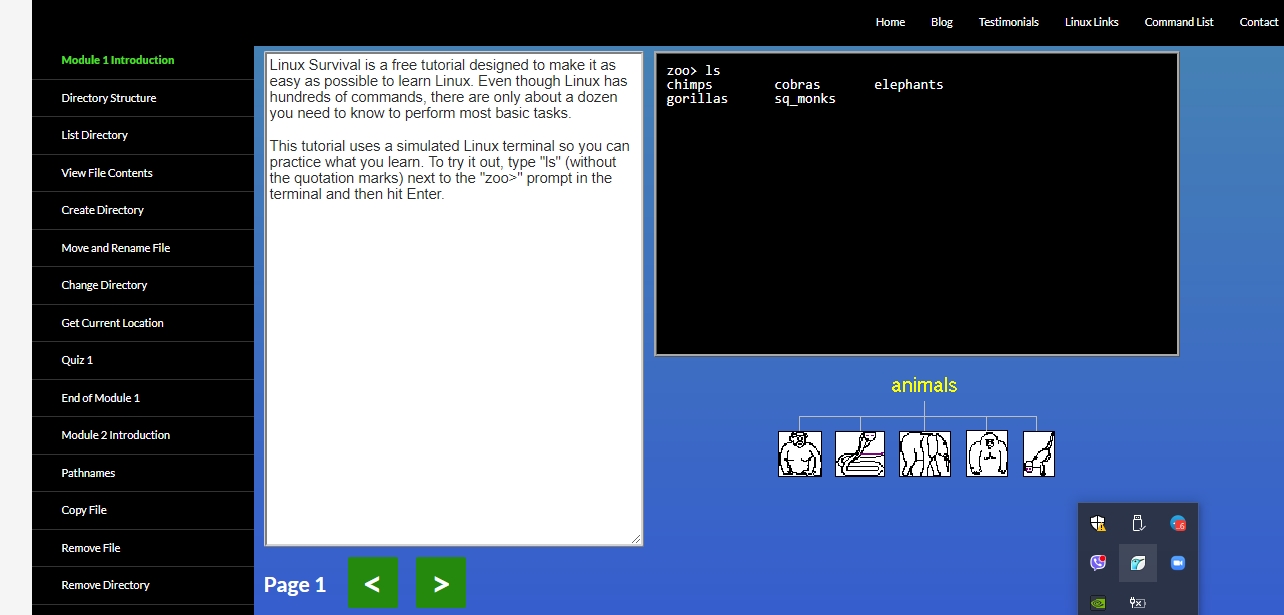 Home Blog Testimonials Linux Links Command List Contact
Module 1 Introduction
Directory Structure
List Directory
View File Contents
Create Directory
Move and Rename File
Change Directory
Get Current Location
Quiz 1
End of Module 1
Module 2 Introduction
Pathnames
Copy File
Remove File
Remove Directory
Linux Survival is a free tutorial designed to make it as
easy as possible to learn Linux. Even though Linux has
hundreds of commands, there are only about a dozen
you need to know to perform most basic tasks.
This tutorial uses a simulated Linux terminal so you can
practice what you learn. To try it out, type "ls" (without
the quotation marks) next to the "zoo>" prompt in the
terminal and then hit Enter.
Page 1 < >
zoo> ls
chimps cobras elephants
gorillas sq_monks
animals